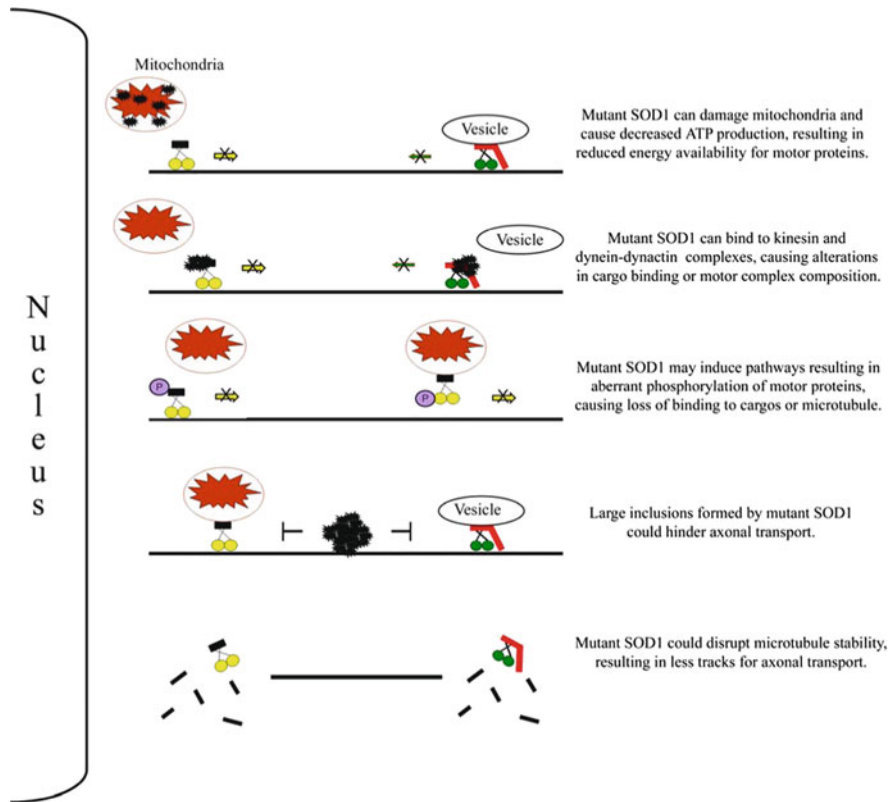 Nucleus
Mitochondria
Vesicle
Mutant SOD1 can damage mitochondria and
cause decreased ATP production, resulting in
reduced energy availability for motor proteins.
Vesicle
Mutant SOD1 can bind to kinesin and
dynein-dynactin complexes, causing alterations
in cargo binding or motor complex composition.
P
P
Mutant SOD1 may induce pathways resulting in
aberrant phosphorylation of motor proteins,
causing loss of binding to cargos or microtubule.
Vesicle
Large inclusions formed by mutant SOD1
could hinder axonal transport.
Mutant SOD1 could disrupt microtubule stability,
resulting in less tracks for axonal transport.